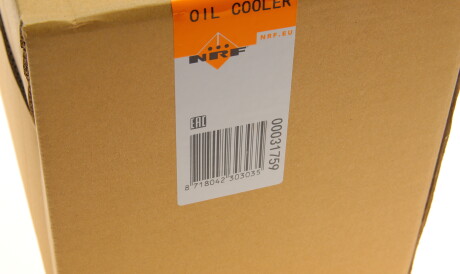 OIL COOLER
NRF.EU
NRF
EAC
00031759
8 718042 303035